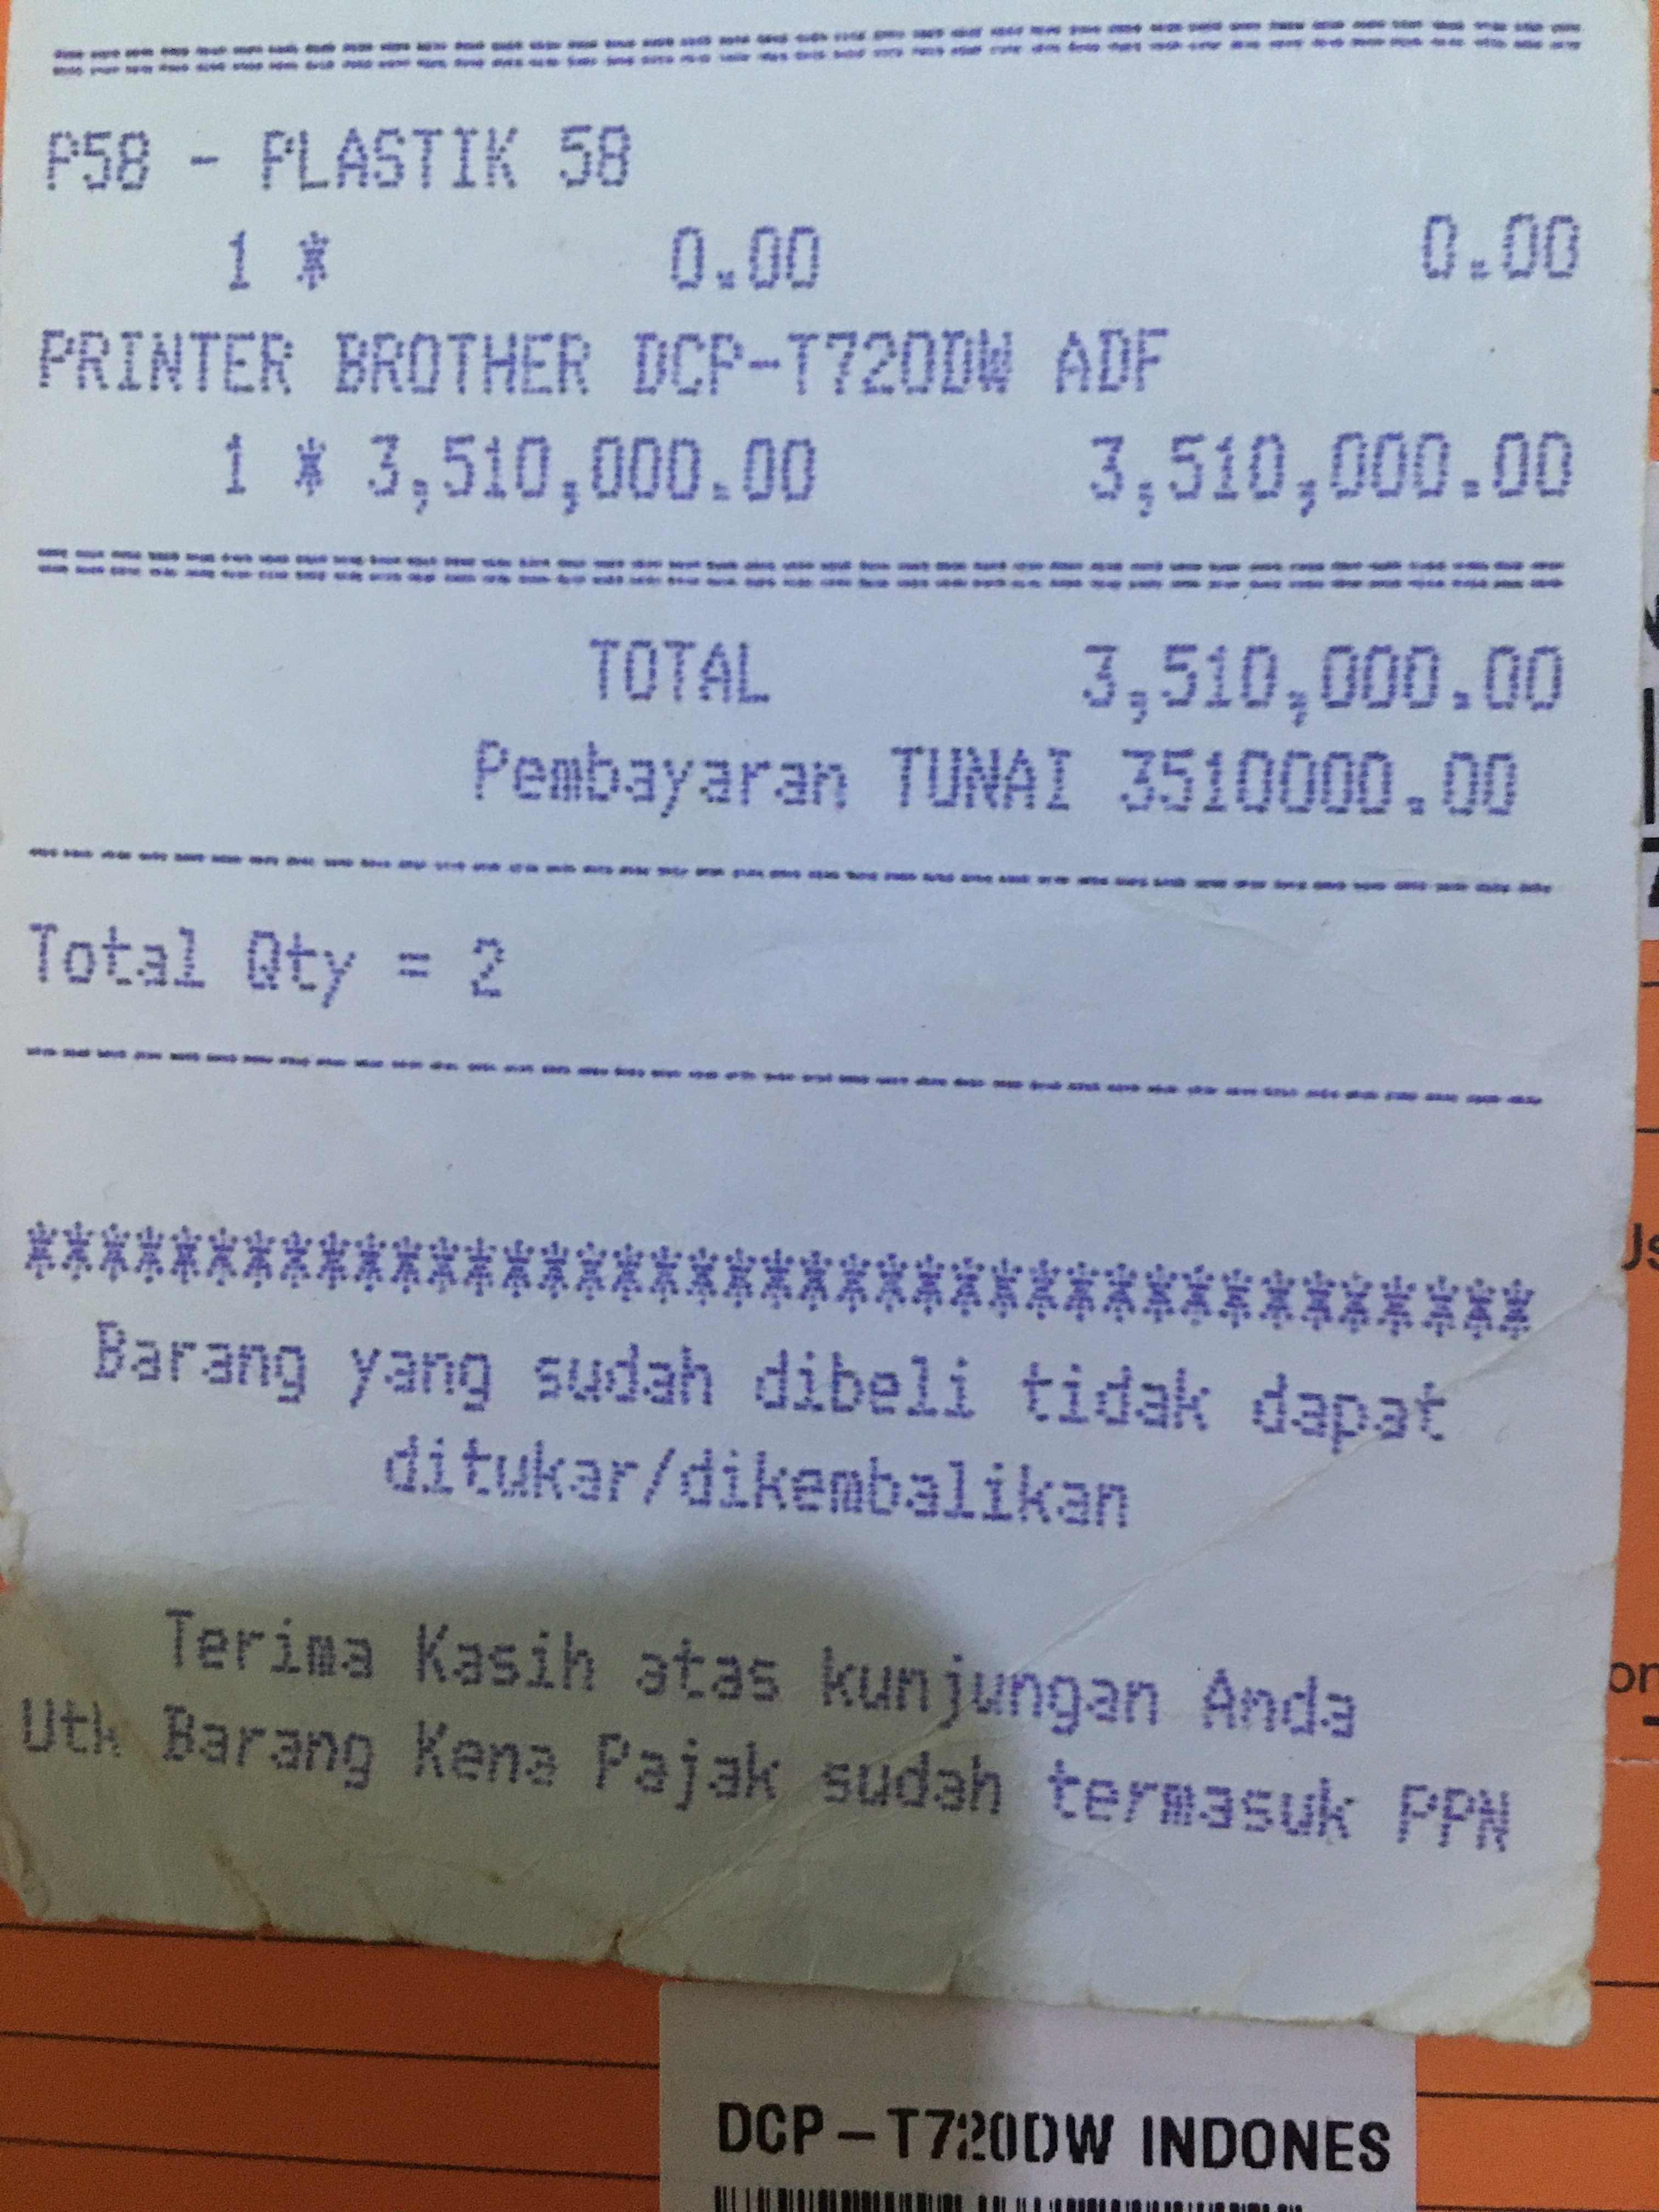 P58 - PLASTIK 58
1 * 0.00 0.00
PRINTER BROTHER DCP-T720DW ADF
1 * 3,510,000.00 3,510,000.00
TOTAL 3,510,000.00
Pembayaran TUNAI 3510000.00
Total Qty = 2
*****************************************
Barang yang sudah dibeli tidak dapat
ditukar/dikembalikan
Terima Kasih atas kunjungan Anda
Utk Barang Kena Pajak sudah termasuk PPN
DCP-T720DW INDONES